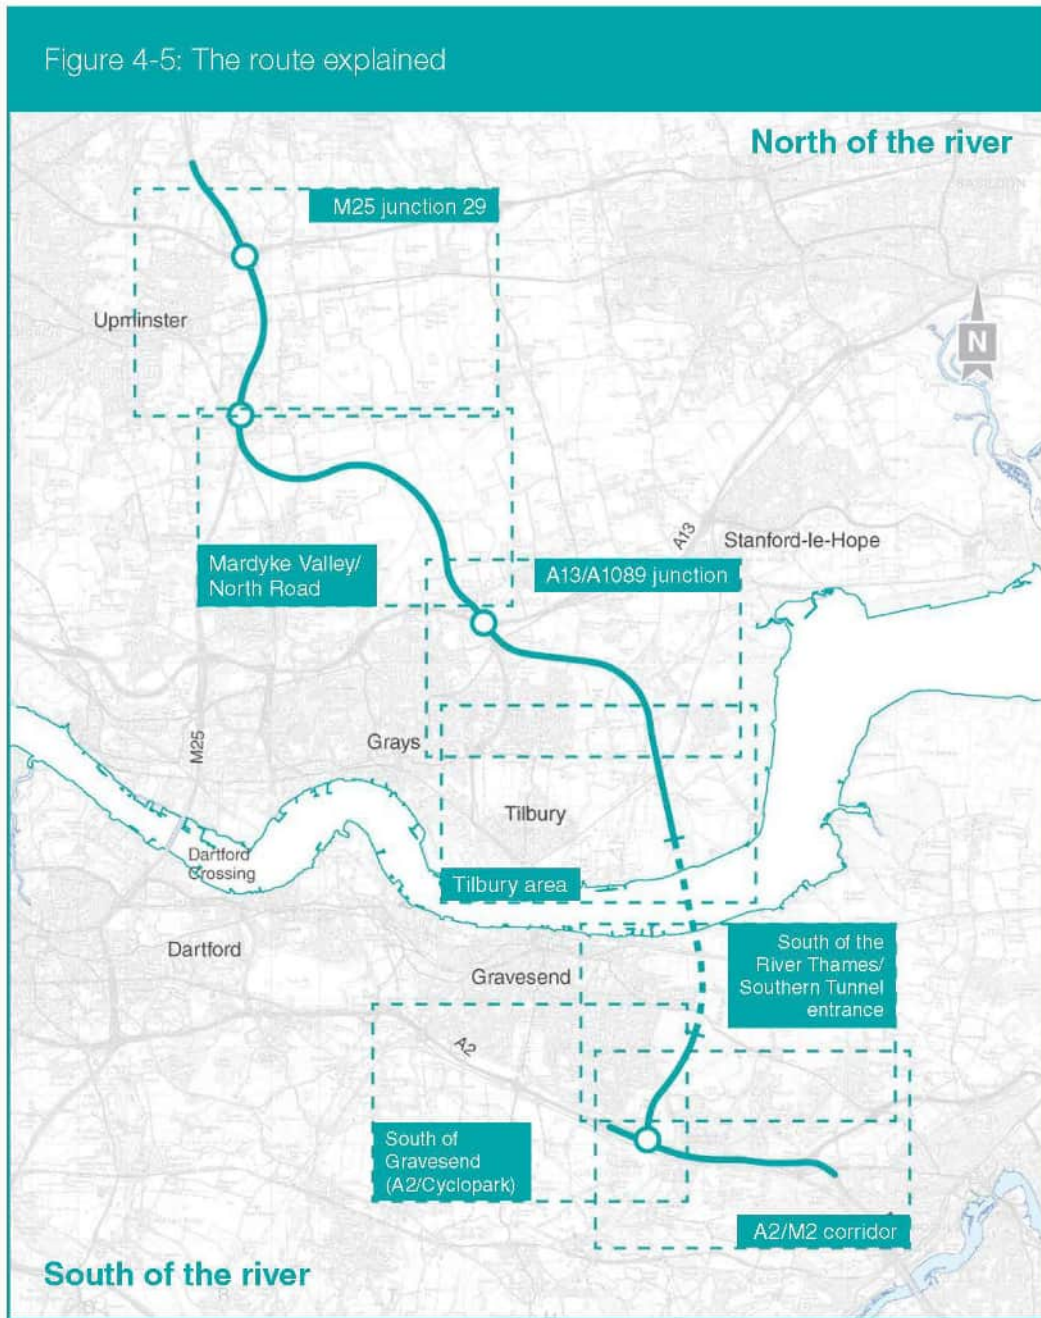 Figure 4-5: The route explained
North of the river
BASILDON
M25 junction 29
Upminster
N
Mardyke Valley/
North Road
A13
Stanford-le-Hope
A13/A1089 junction
M25
Grays
Tilbury
Dartford
Crossing
Tilbury area
Dartford
Gravesend
South of the
River Thames/
Southern Tunnel
entrance
A2
South of
Gravesend
(A2/Cyclopark)
A2/M2 corridor
South of the river